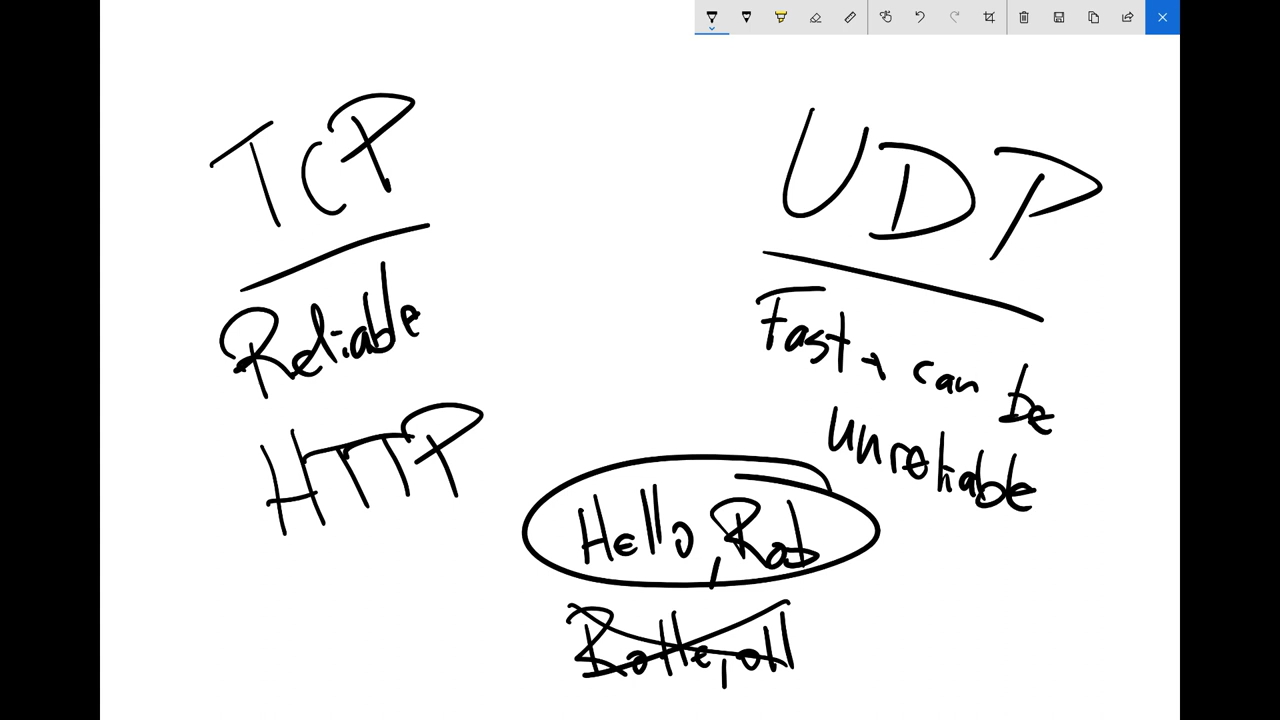 TCP
Reliable
HTTP
UDP
Fast, can be
unreliable
Hello, Rob